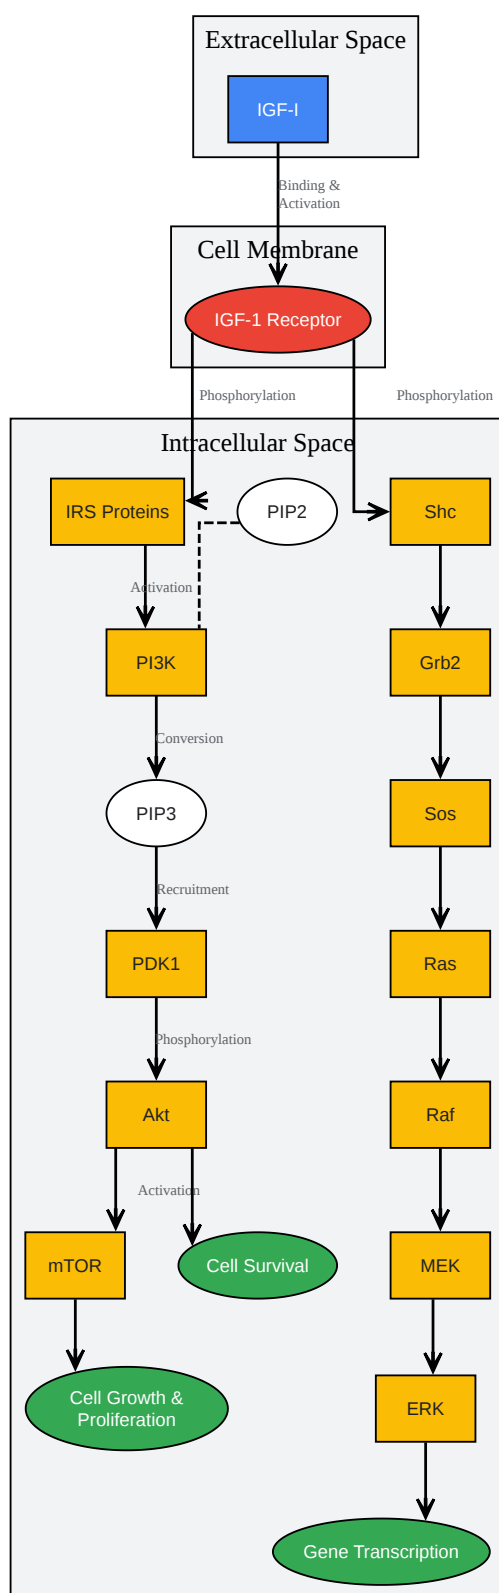 Extracellular Space
IGF-I
Binding &
Activation
Cell Membrane
IGF-1 Receptor
Phosphorylation
Phosphorylation
Intracellular Space
IRS Proteins
PIP2
Shc
Activation
PI3K
Grb2
Conversion
PIP3
Sos
Recruitment
PDK1
Ras
Phosphorylation
Akt
Raf
Activation
mTOR
Cell Survival
MEK
Cell Growth &
Proliferation
ERK
Gene Transcription